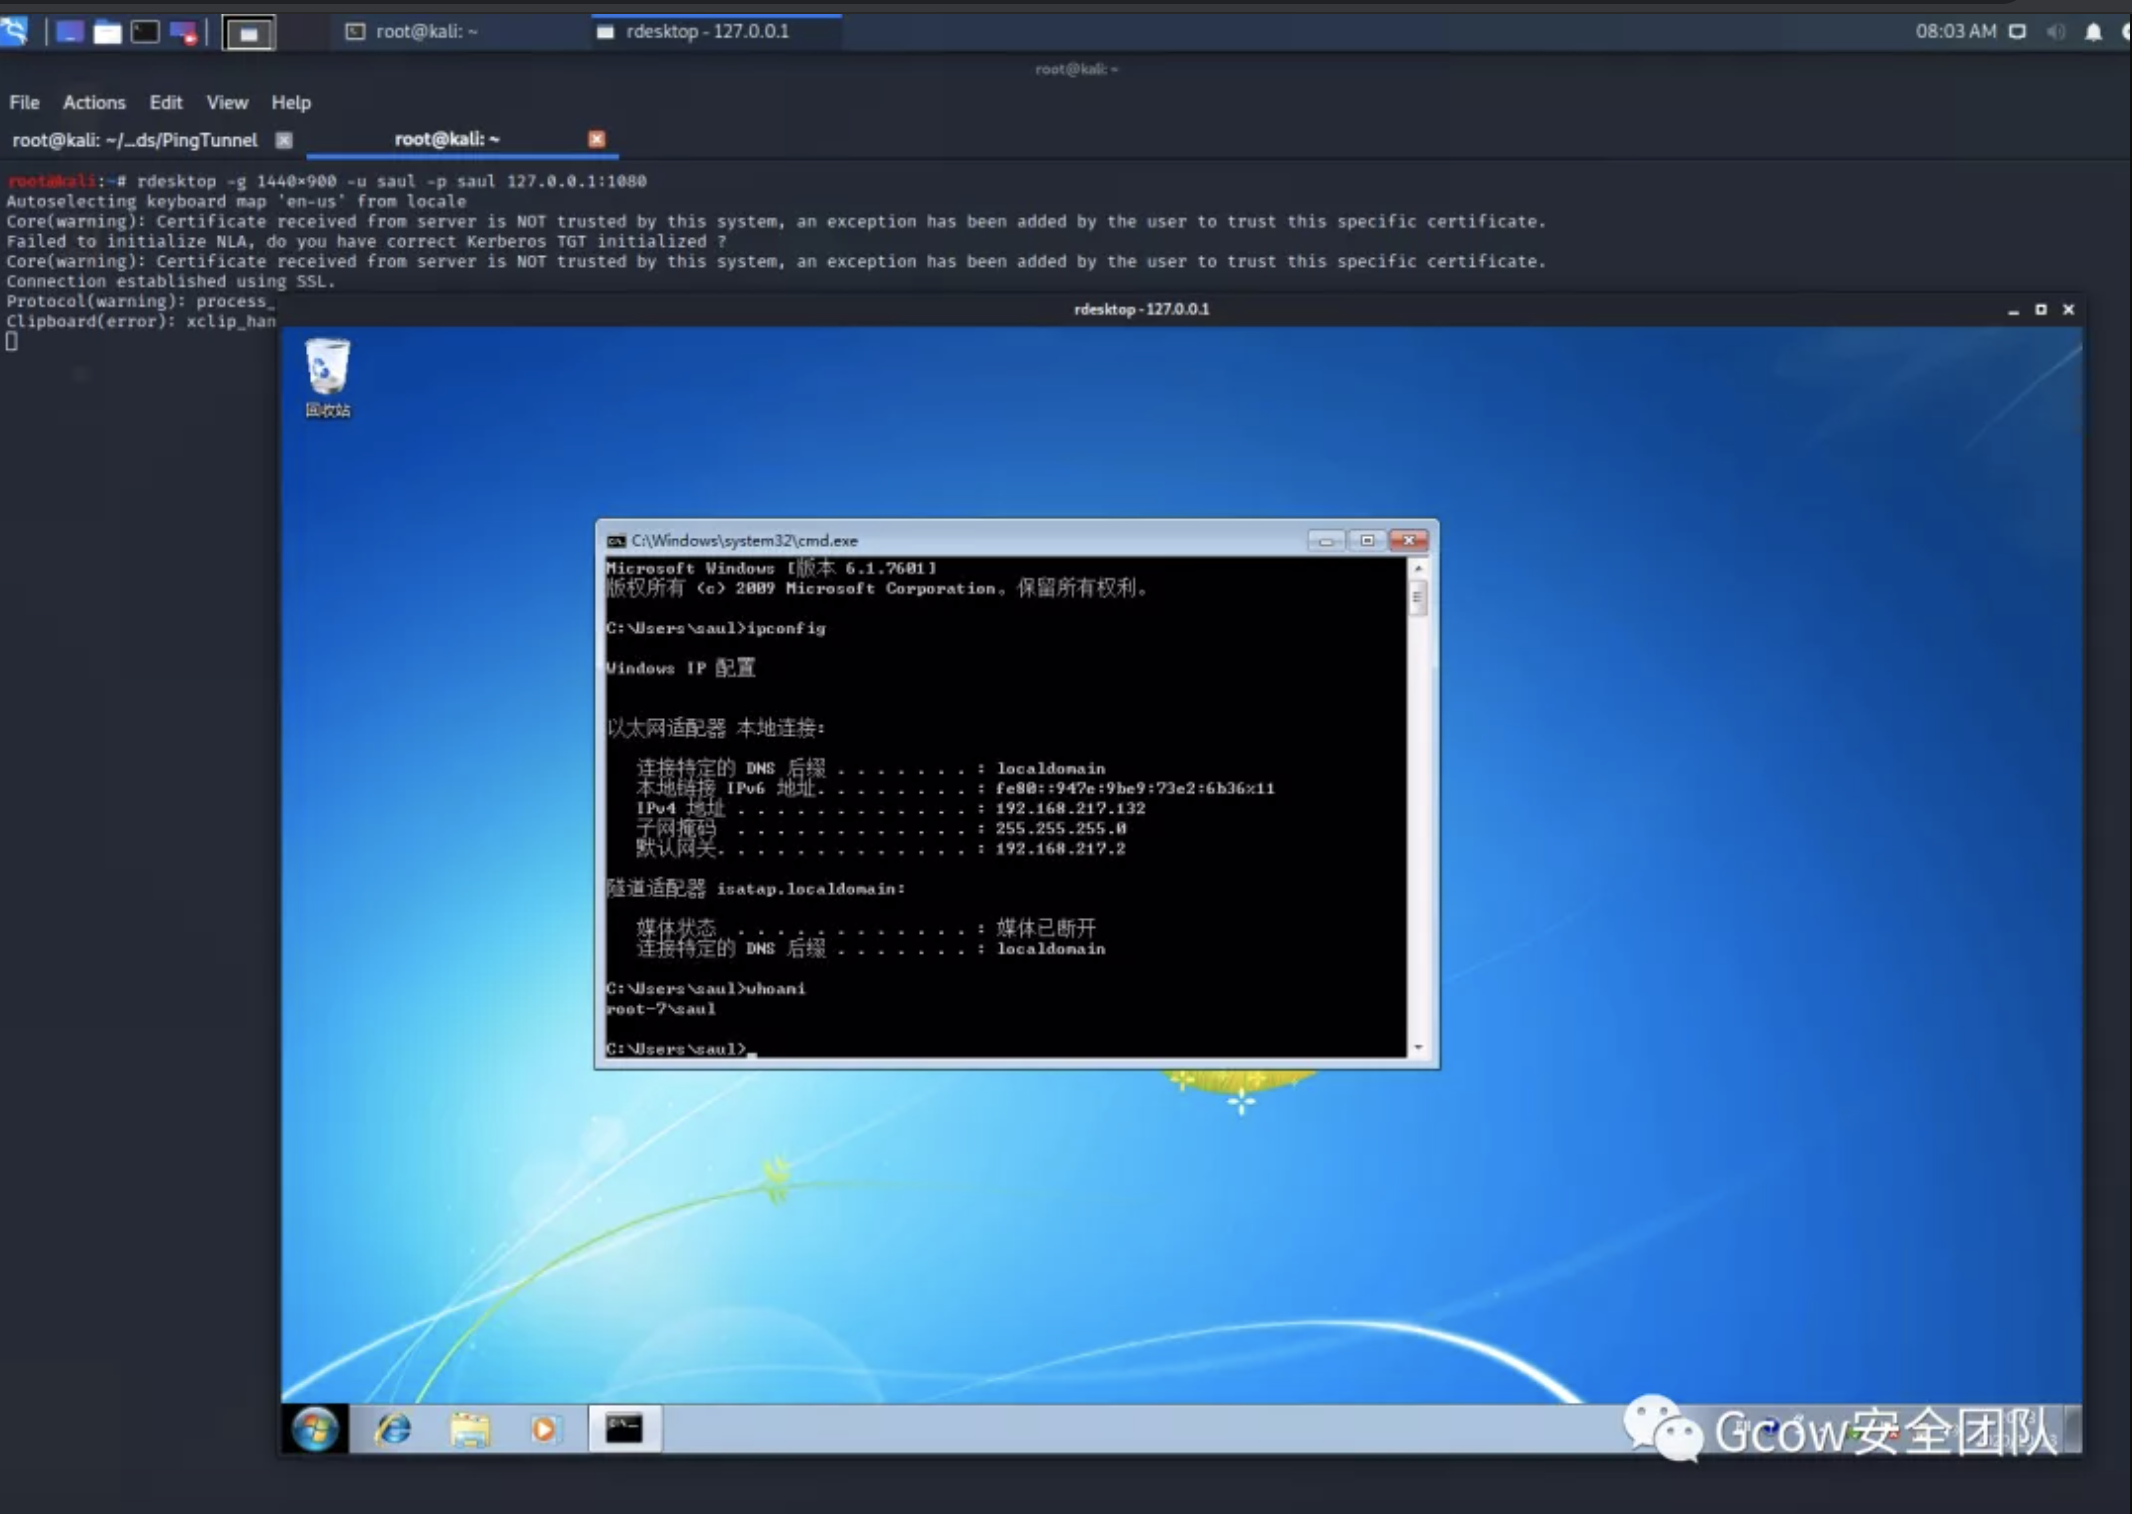 root@kali: ~
rdesktop - 127.0.0.1
08:03 AM
root@kali: ~
File Actions Edit View Help
root@kali: ~/...ds/PingTunnel
root@kali: ~
root@kali:~# rdesktop -g 1440×900 -u saul -p saul 127.0.0.1:1080
Autoselecting keyboard map 'en-us' from locale
Core(warning): Certificate received from server is NOT trusted by this system, an exception has been added by the user to trust this specific certificate.
Failed to initialize NLA, do you have correct Kerberos TGT initialized ?
Core(warning): Certificate received from server is NOT trusted by this system, an exception has been added by the user to trust this specific certificate.
Connection established using SSL.
Protocol(warning): process_
Clipboard(error): xclip_han
rdesktop - 127.0.0.1
回收站
C:\Windows\system32\cmd.exe
Microsoft Windows [版本 6.1.7601]
版权所有 (c) 2009 Microsoft Corporation。保留所有权利。
C:\Users\saul>ipconfig
Windows IP 配置
以太网适配器 本地连接:
连接特定的 DNS 后缀 . . . . . . . : localdomain
本地链接 IPv6 地址. . . . . . . . : fe80::947e:9be9:73e2:6b36%11
IPv4 地址 . . . . . . . . . . . . : 192.168.217.132
子网掩码 . . . . . . . . . . . . : 255.255.255.0
默认网关. . . . . . . . . . . . . : 192.168.217.2
隧道适配器 isatap.localdomain:
媒体状态 . . . . . . . . . . . . : 媒体已断开
连接特定的 DNS 后缀 . . . . . . . : localdomain
C:\Users\saul>whoami
root-7\saul
C:\Users\saul>_
Gcow安全团队